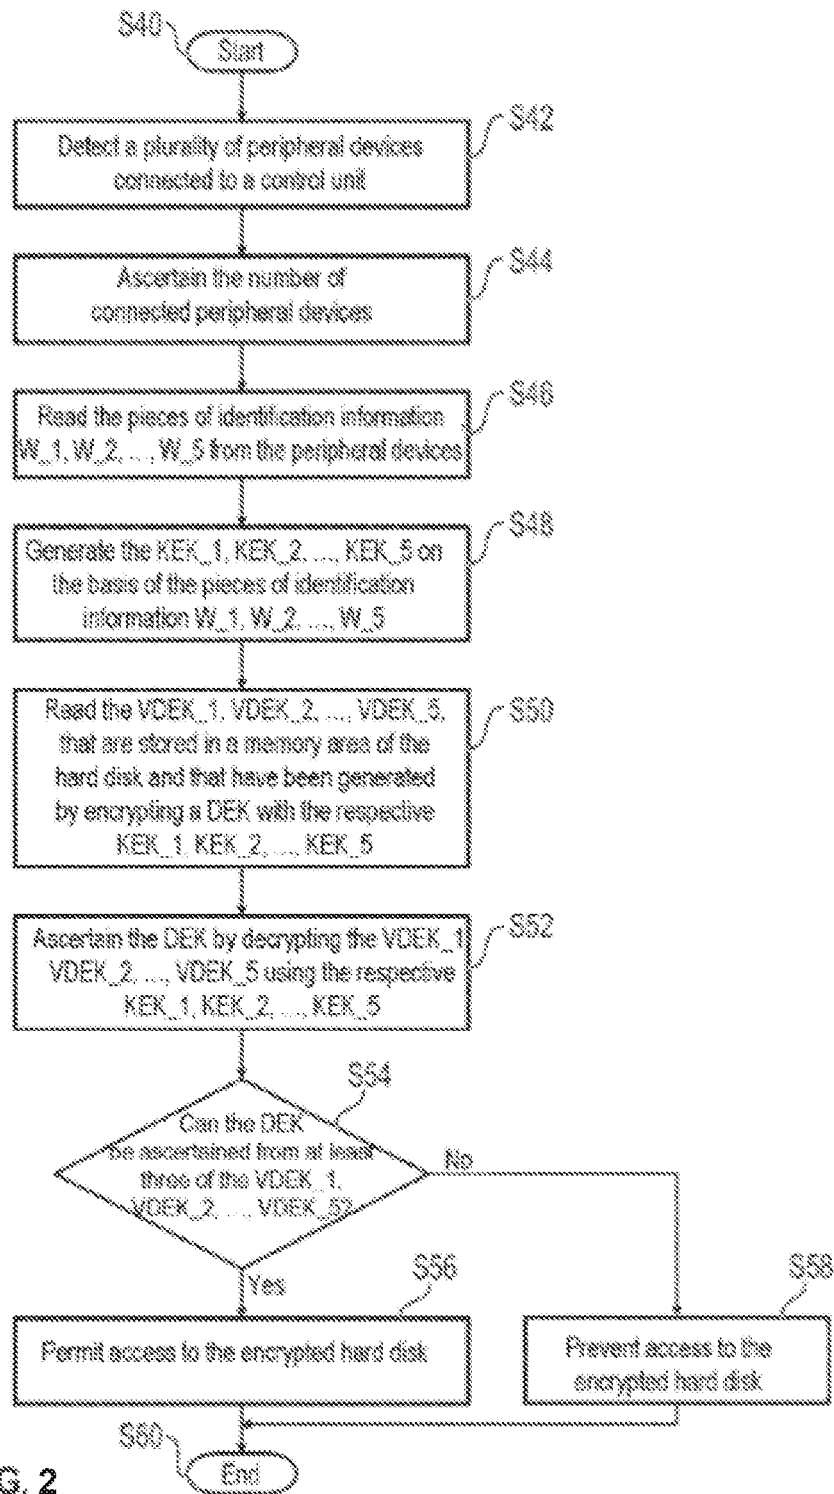 S40
Start
S42
Detect a plurality of peripheral devices
connected to a control unit
S44
Ascertain the number of
connected peripheral devices
S46
Read the pieces of identification information
W_1, W_2, ..., W_5 from the peripheral devices
S48
Generate the KEK_1, KEK_2, ..., KEK_5 on
the basis of the pieces of identification
information W_1, W_2, ..., W_5
S50
Read the VDEK_1, VDEK_2, ..., VDEK_5,
that are stored in a memory area of the
hard disk and that have been generated
by encrypting a DEK with the respective
KEK_1, KEK_2, ..., KEK_5
S52
Ascertain the DEK by decrypting the VDEK_1
VDEK_2, ..., VDEK_5 using the respective
KEK_1, KEK_2, ..., KEK_5
S54
Can the DEK
be ascertained from at least
three of the VDEK_1,
VDEK_2, ..., VDEK_5?
No
Yes
S56
S58
Permit access to the encrypted hard disk
Prevent access to the
encrypted hard disk
S60
End
G. 2